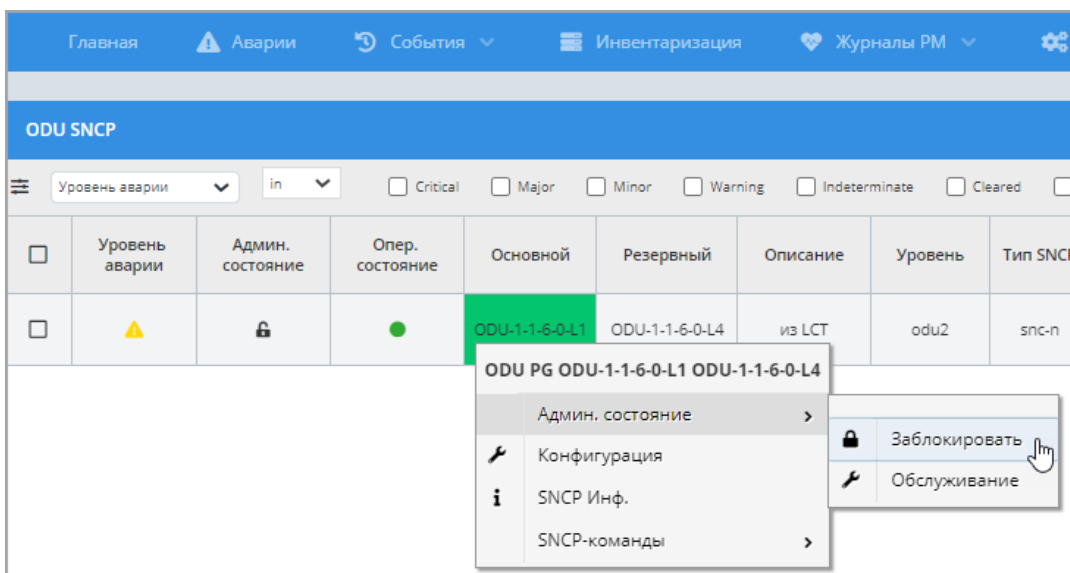 Главная Аварии События Инвентаризация Журналы PM
ODU SNCP
Уровень аварии in Critical Major Minor Warning Indeterminate Cleared
Уровень аварии Админ. состояние Опер. состояние Основной Резервный Описание Уровень Тип SNCP
ODU-1-1-6-0-L1 ODU-1-1-6-0-L4 из LCT odu2 snc-n
ODU PG ODU-1-1-6-0-L1 ODU-1-1-6-0-L4
Админ. состояние
Заблокировать
Конфигурация
Обслуживание
SNCP Инф.
SNCP-команды